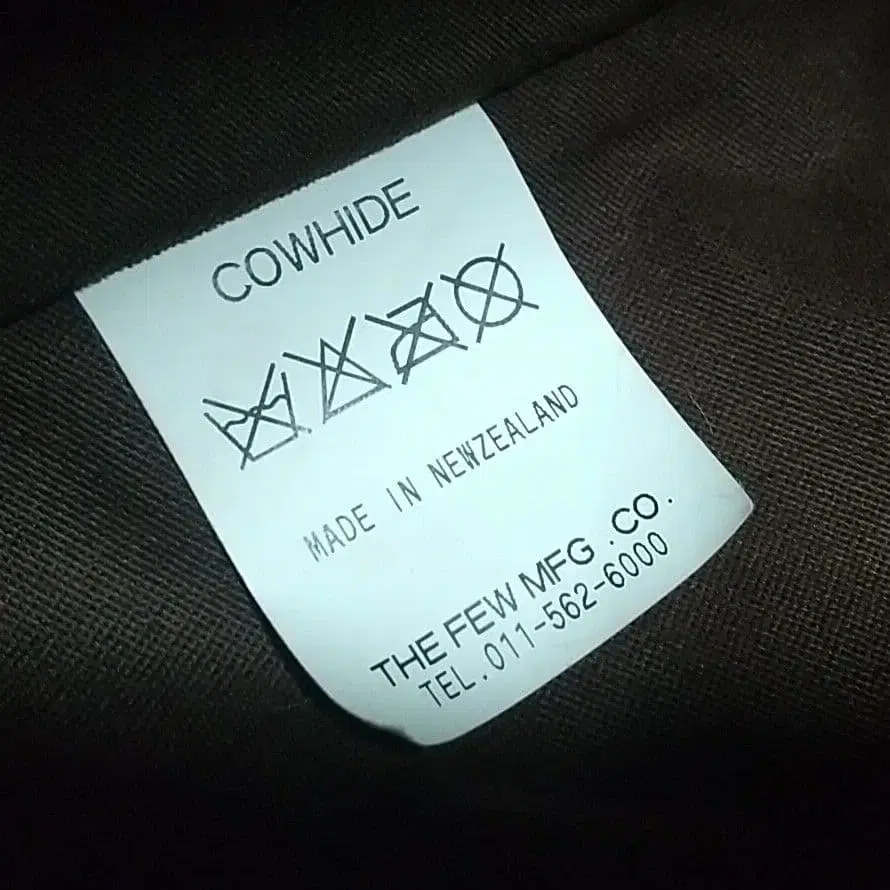 COWHIDE
MADE IN NEWZEALAND
THE FEW MFG .CO.
TEL.011-562-6000